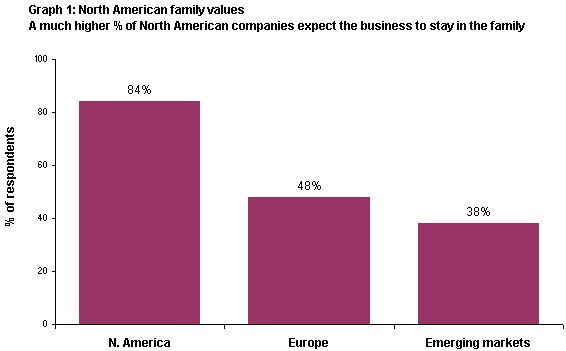 Graph 1: North American family values
A much higher % of North American companies expect the business to stay in the family
100
80
60
40
20
0
% of respondents
84%
48%
38%
N. America
Europe
Emerging markets